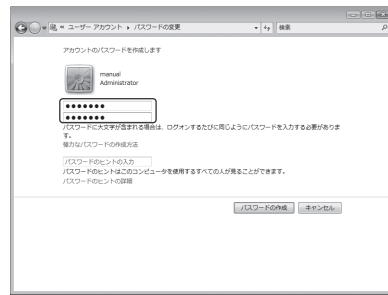 « ユーザー アカウント ▸ パスワードの変更
検索
アカウントのパスワードを作成します
manual
Administrator
●●●●●●●
●●●●●●●
パスワードに大文字が含まれる場合は、ログオンするたびに同じようにパスワードを入力する必要がありま
す。
強力なパスワードの作成方法
パスワードのヒントの入力
パスワードのヒントはこのコンピュータを使用するすべての人が見ることができます。
パスワードのヒントの詳細
パスワードの作成
キャンセル